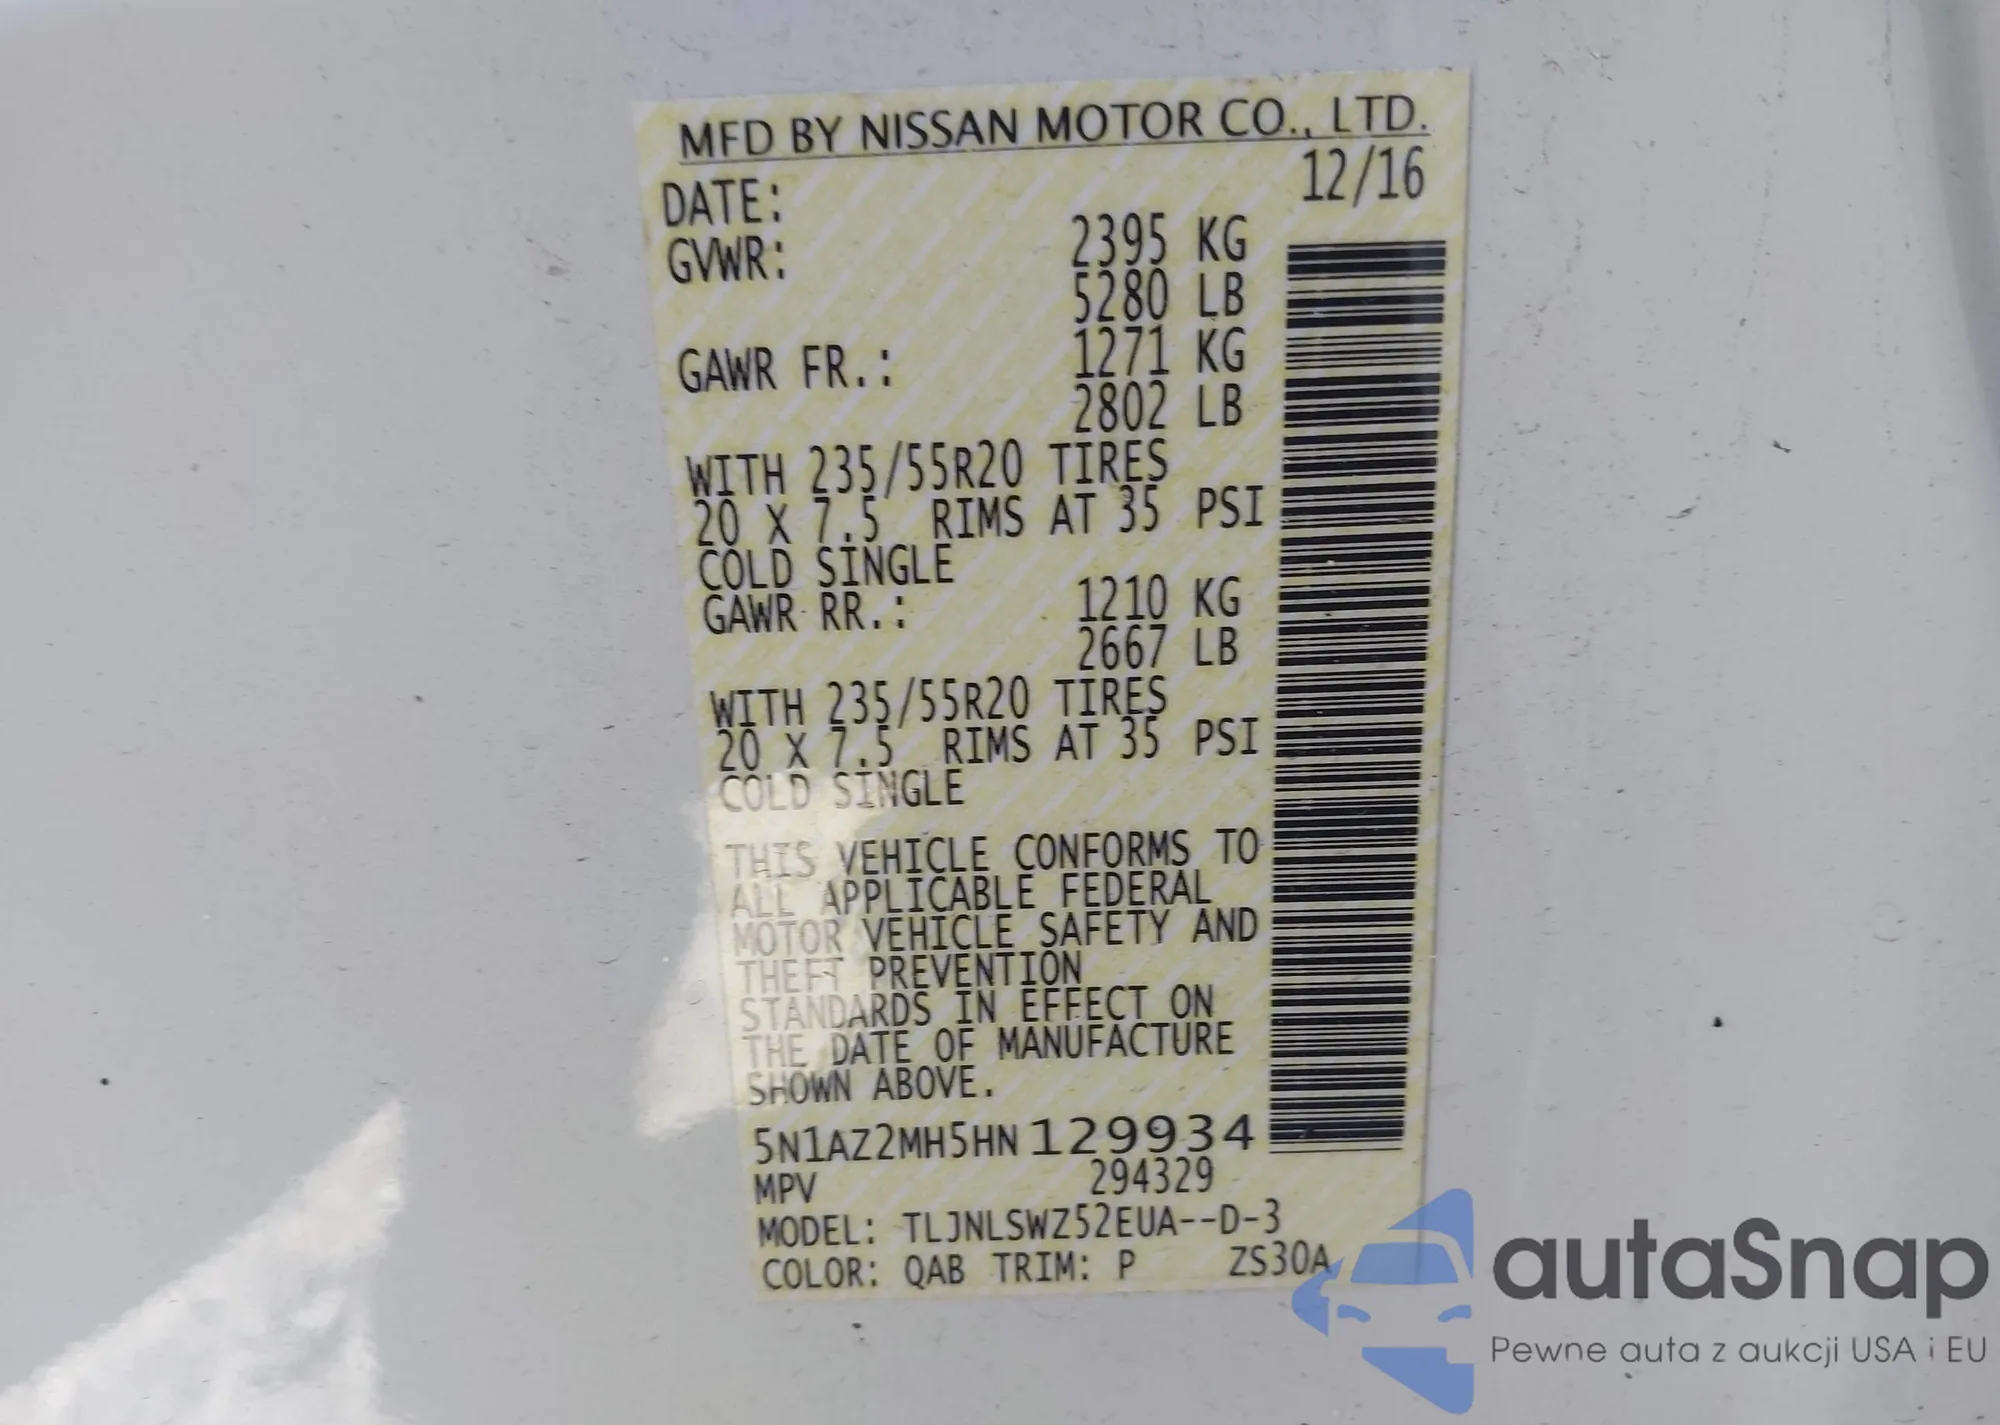 MFD BY NISSAN MOTOR CO., LTD.
DATE: 12/16
GVWR: 2395 KG
5280 LB
GAWR FR.: 1271 KG
2802 LB
WITH 235/55R20 TIRES
20 X 7.5 RIMS AT 35 PSI
COLD SINGLE
GAWR RR.: 1210 KG
2667 LB
WITH 235/55R20 TIRES
20 X 7.5 RIMS AT 35 PSI
COLD SINGLE
THIS VEHICLE CONFORMS TO
ALL APPLICABLE FEDERAL
MOTOR VEHICLE SAFETY AND
THEFT PREVENTION
STANDARDS IN EFFECT ON
THE DATE OF MANUFACTURE
SHOWN ABOVE.
5N1AZ2MH5HN129934
MPV 294329
MODEL: TLJNLSWZ52EUA--D-3
COLOR: QAB TRIM: P ZS30A
autaSnap
Pewne auta z aukcji USA i EU